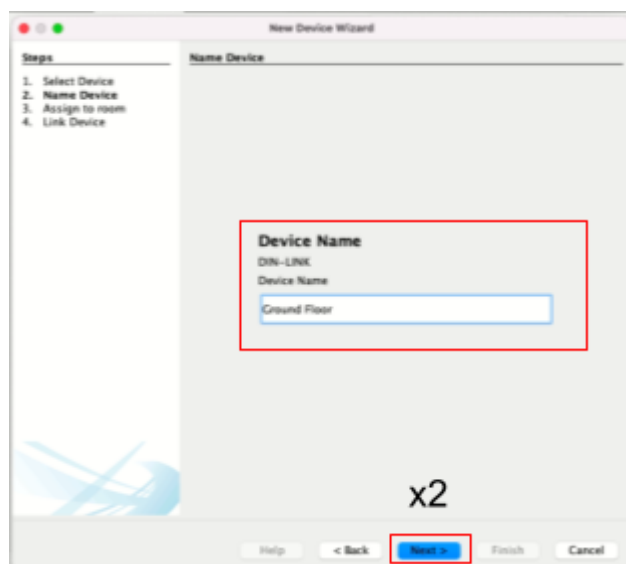 New Device Wizard
Steps
1. Select Device
2. Name Device
3. Assign to room
4. Link Device
Name Device
Device Name
DIN-LINK
Device Name
Ground Floor
x2
Help
< Back
Next >
Finish
Cancel